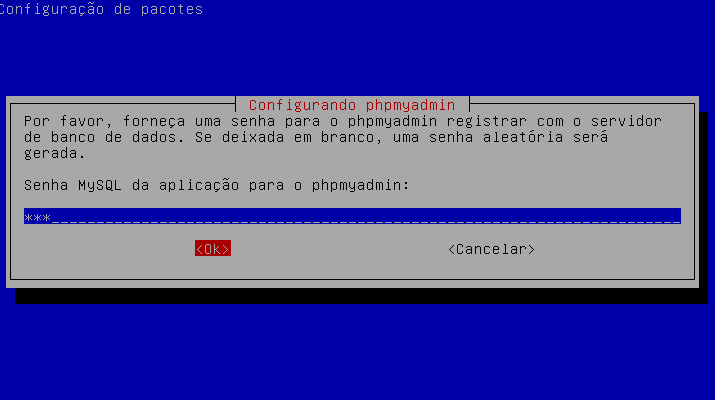 Configuração de pacotes
Configurando phpmyadmin
Por favor, forneça uma senha para o phpmyadmin registrar com o servidor
de banco de dados. Se deixada em branco, uma senha aleatória será
gerada.
Senha MySQL da aplicação para o phpmyadmin:
***_________________________________________________________________________
<Ok> <Cancelar>